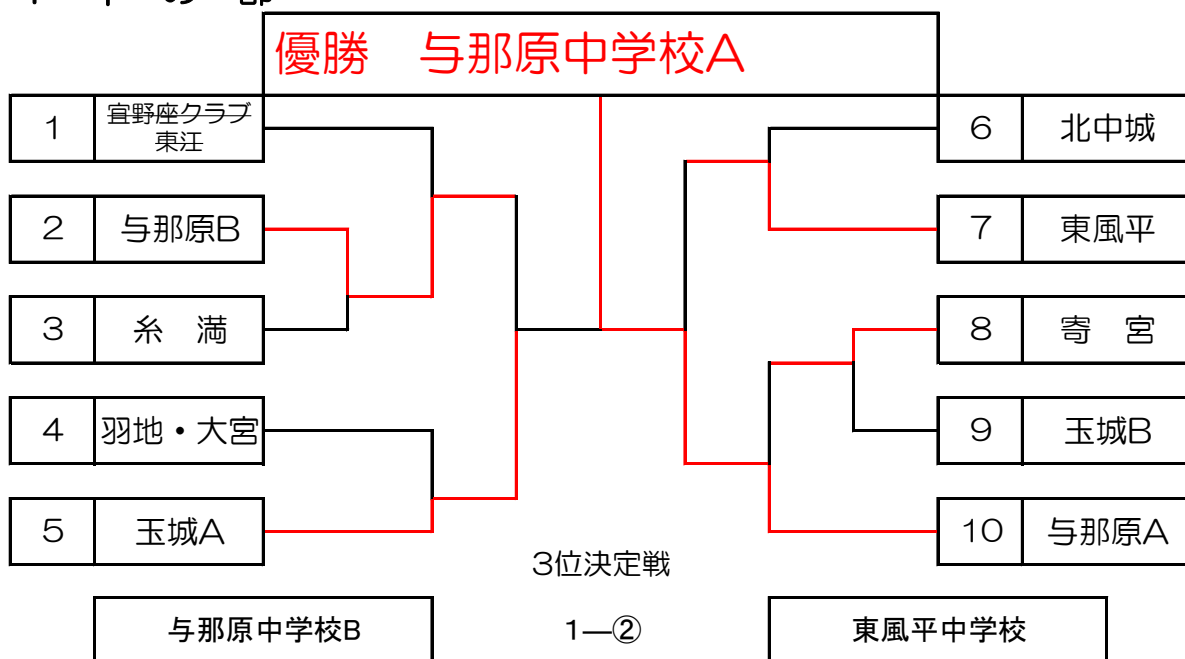 優勝　与那原中学校A
1 宜野座クラブ
東江
6 北中城
2 与那原B
7 東風平
3 糸　満
8 寄　宮
4 羽地・大宮
9 玉城B
5 玉城A
10 与那原A
3位決定戦
与那原中学校B 1―② 東風平中学校